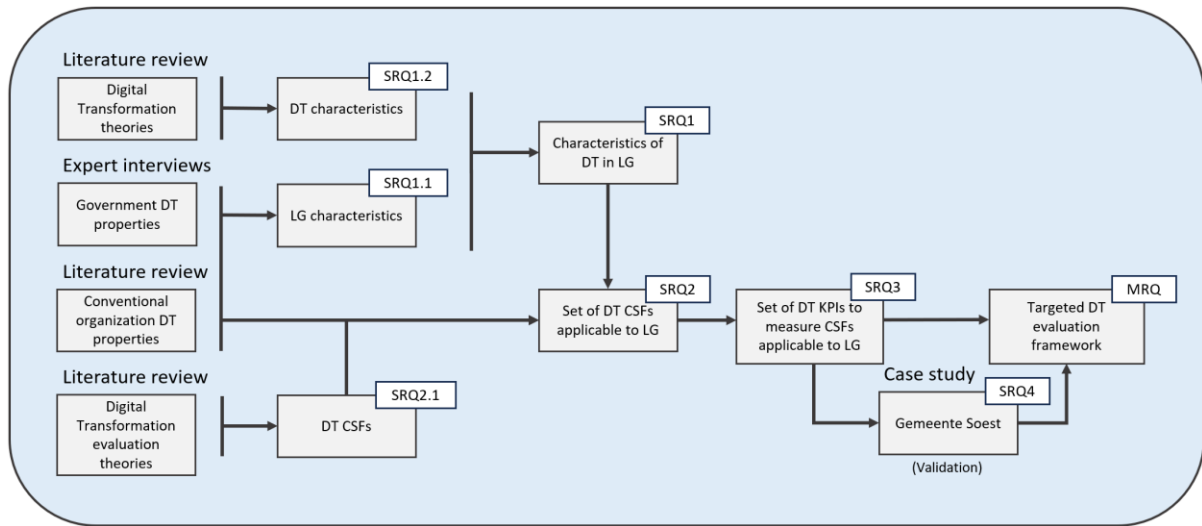 Literature review
Digital
Transformation
theories
SRQ1.2
DT characteristics
Expert interviews
Government DT
properties
SRQ1.1
LG characteristics
SRQ1
Characteristics of
DT in LG
Literature review
Conventional
organization DT
properties
SRQ2
Set of DT CSFs
applicable to LG
SRQ3
Set of DT KPIs to
measure CSFs
applicable to LG
MRQ
Targeted DT
evaluation
framework
Literature review
Digital
Transformation
evaluation
theories
SRQ2.1
DT CSFs
Case study
SRQ4
Gemeente Soest
(Validation)